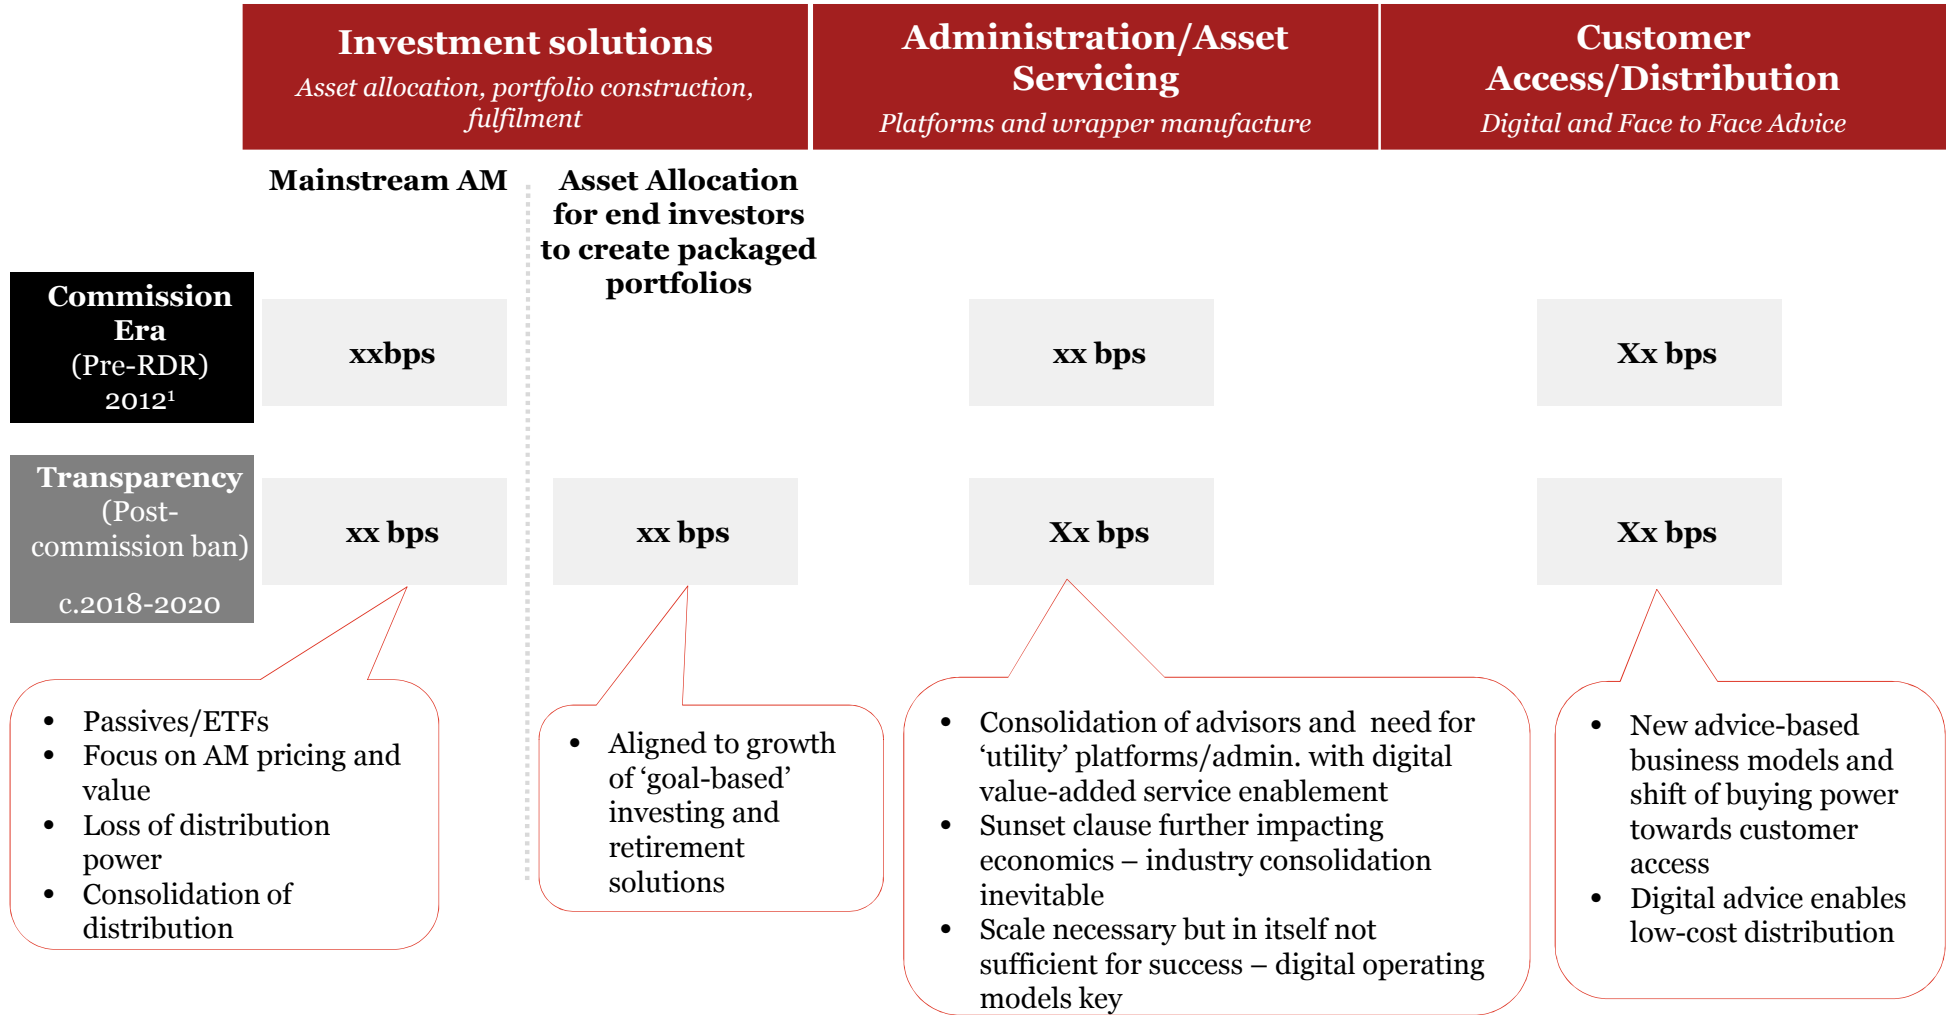 Investment solutions
Asset allocation, portfolio construction,
fulfilment
Administration/Asset
Servicing
Platforms and wrapper manufacture
Customer
Access/Distribution
Digital and Face to Face Advice
Mainstream AM
Asset Allocation
for end investors
to create packaged
portfolios
Commission
Era
(Pre-RDR)
2012¹
xxbps
xx bps
Xx bps
Transparency
(Post-
commission ban)
c.2018-2020
xx bps
xx bps
Xx bps
Xx bps
• Passives/ETFs
• Focus on AM pricing and
value
• Loss of distribution
power
• Consolidation of
distribution
• Aligned to growth
of ‘goal-based’
investing and
retirement
solutions
• Consolidation of advisors and  need for
‘utility’ platforms/admin. with digital
value-added service enablement
• Sunset clause further impacting
economics – industry consolidation
inevitable
• Scale necessary but in itself not
sufficient for success – digital operating
models key
• New advice-based
business models and
shift of buying power
towards customer
access
• Digital advice enables
low-cost distribution